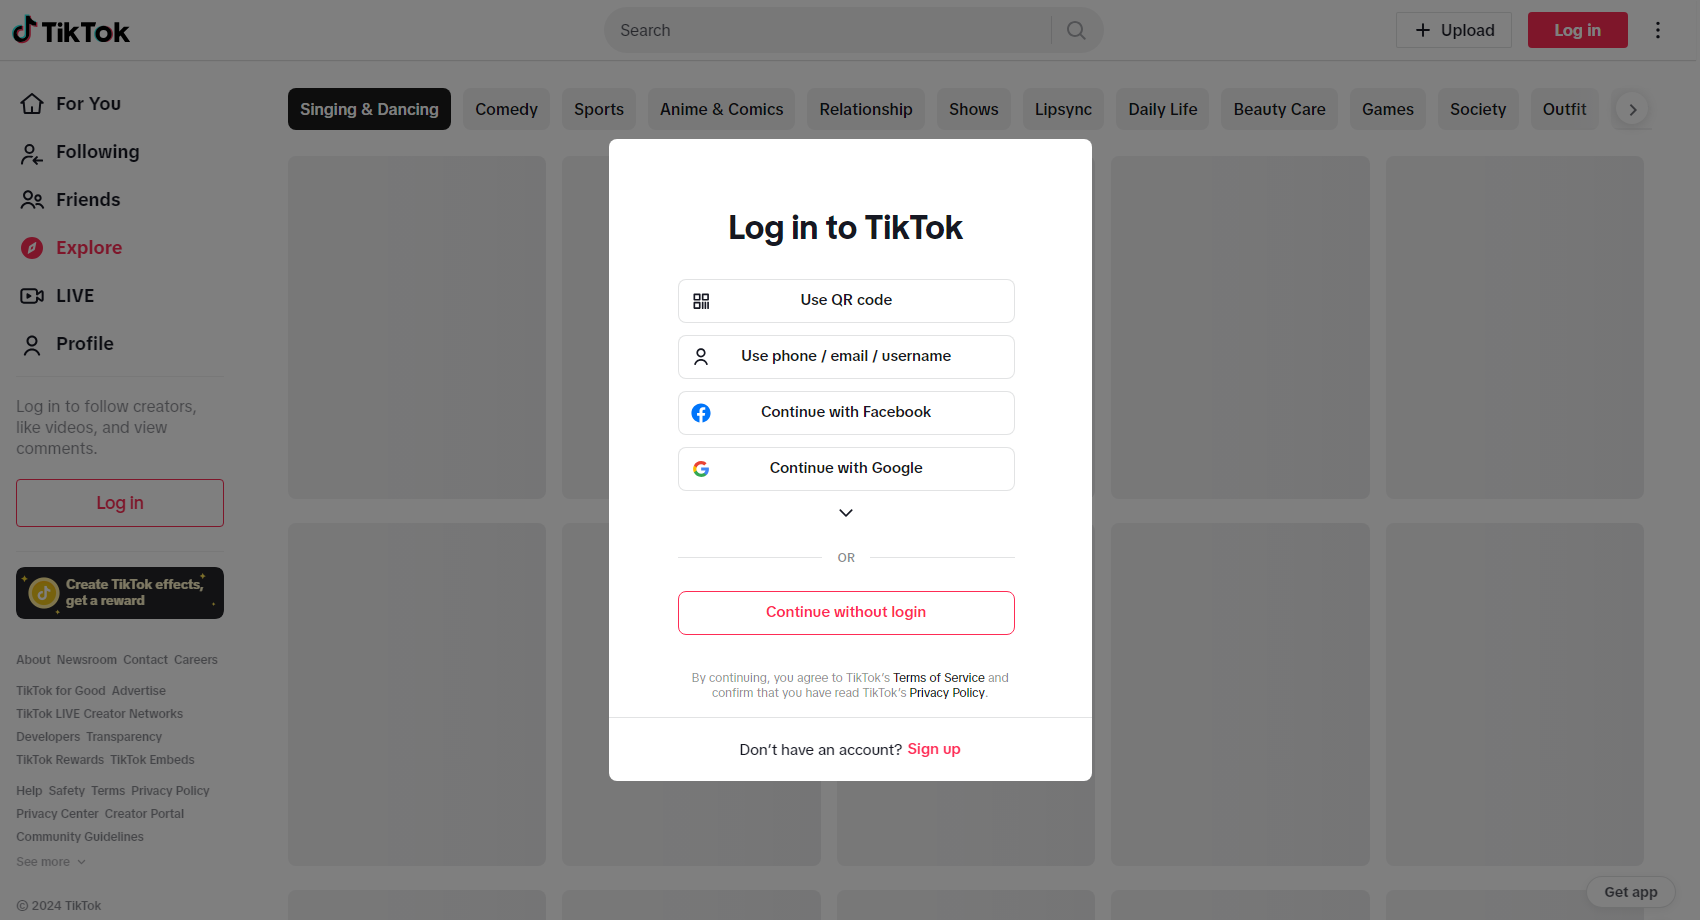 TikTok
Search
Upload
Log in
For You
Following
Friends
Explore
LIVE
Profile
Log in to follow creators,
like videos, and view
comments.
Log in
Create TikTok effects,
get a reward
About Newsroom Contact Careers
TikTok for Good Advertise
TikTok LIVE Creator Networks
Developers Transparency
TikTok Rewards TikTok Embeds
Help Safety Terms Privacy Policy
Privacy Center Creator Portal
Community Guidelines
See more
© 2024 TikTok
Singing & Dancing Comedy Sports Anime & Comics Relationship Shows Lipsync Daily Life Beauty Care Games Society Outfit
Log in to TikTok
Use QR code
Use phone / email / username
Continue with Facebook
Continue with Google
OR
Continue without login
By continuing, you agree to TikTok’s Terms of Service and
confirm that you have read TikTok’s Privacy Policy.
Don’t have an account? Sign up
Get app